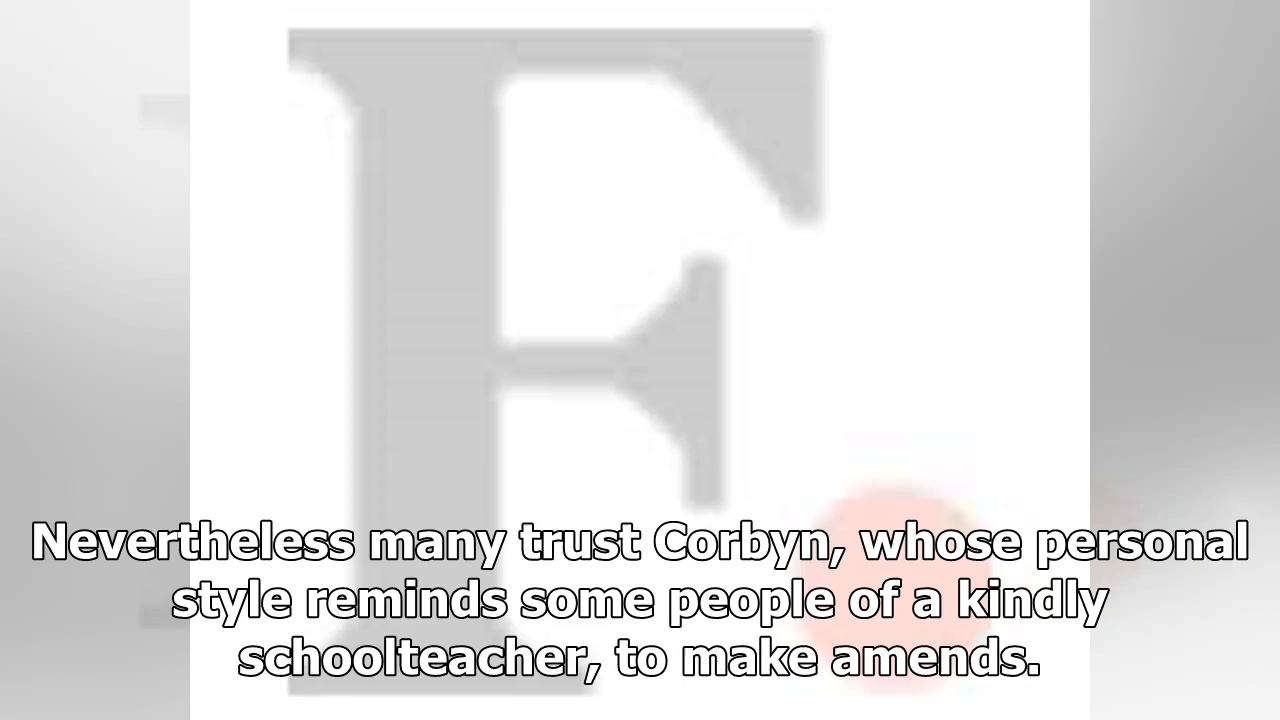 F.
Nevertheless many trust Corbyn, whose personal
style reminds some people of a kindly
schoolteacher, to make amends.